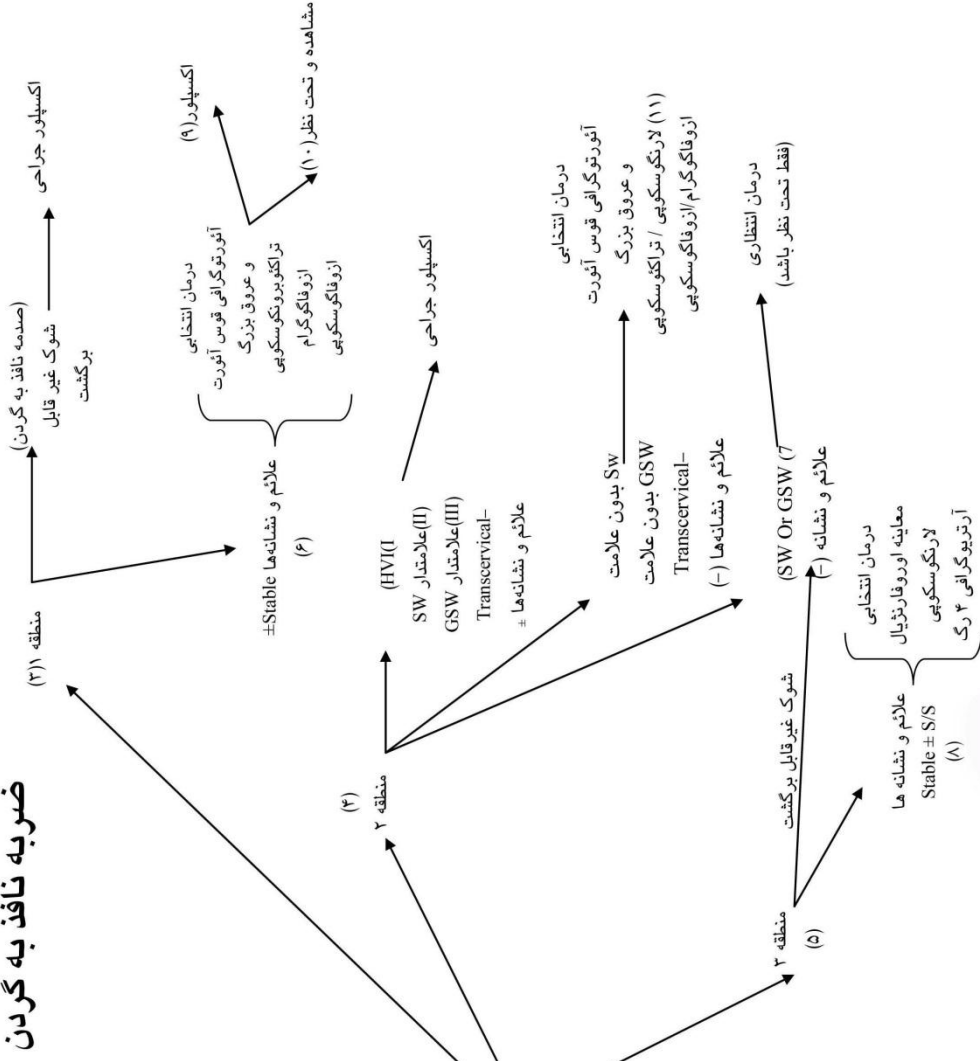 ضربه نافذ به گردن
منطقه ۱(۳)
(صدمه نافذ به گردن)
شوک غیر قابل
برگشت
اکسپلور جراحی
علائم و نشانه‌ها Stable±
(۶)
درمان انتخابی
آئورتوگرافی قوس آئورت
و عروق بزرگ
تراکئوبرونکوسکوپی
ازوفاگوگرام
ازوفاگوسکوپی
اکسپلور(۹)
مشاهده و تحت نظر(۱۰)
(۴)
منطقه ۲
(HVI(I
SW علامتدار(II)
GSW علامتدار(III)
Transcervical–
علائم و نشانه‌ها ±
اکسپلور جراحی
Sw بدون علامت
GSW بدون علامت
Transcervical–
علائم و نشانه‌ها (–)
درمان انتخابی
آئورتوگرافی قوس آئورت
و عروق بزرگ
(۱۱) لارنگوسکوپی / تراکئوسکوپی
ازوفاگوگرام/ازوفاگوسکوپی
(SW Or GSW (7
علائم و نشانه (–)
درمان انتظاری
(فقط تحت نظر باشد)
منطقه ۳
(۵)
شوک غیرقابل برگشت
علائم و نشانه ها
Stable ± S/S
(۸)
درمان انتخابی
معاینه اوروفارنژیال
لارنگوسکوپی
آرتریوگرافی ۴ رگ